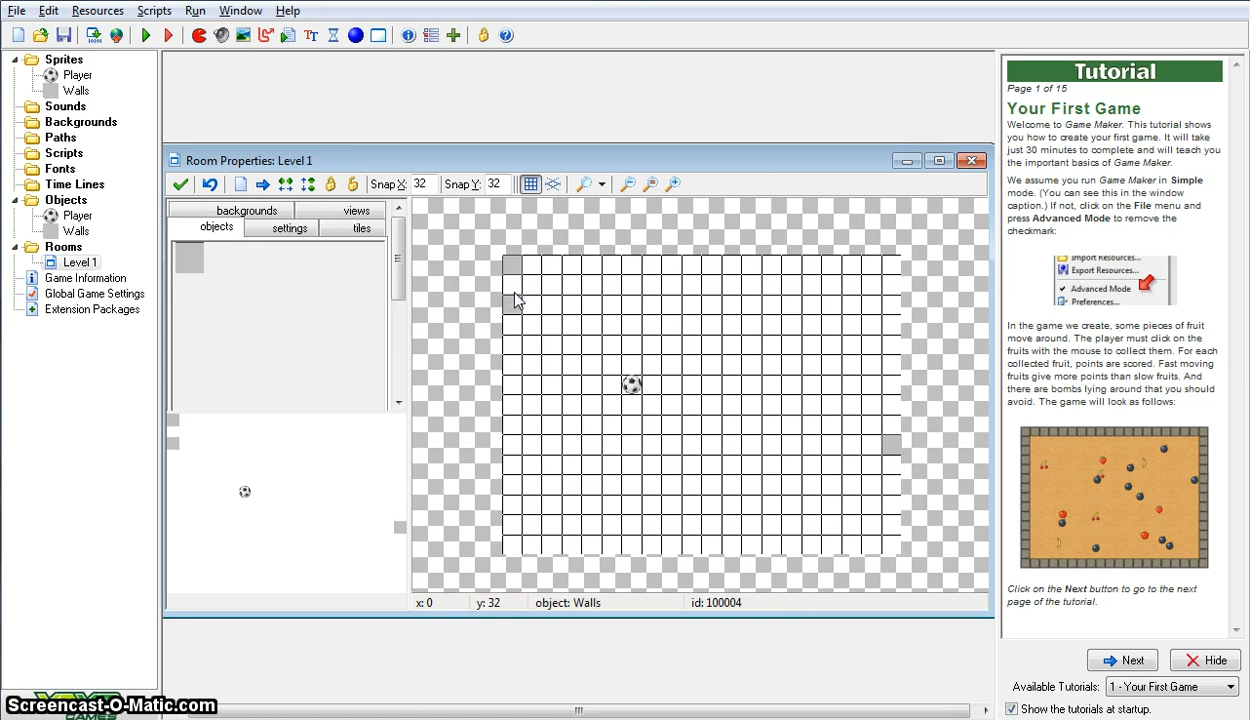 File Edit Resources Scripts Run Window Help
Sprites
Player
Walls
Sounds
Backgrounds
Paths
Scripts
Fonts
Time Lines
Objects
Player
Walls
Rooms
Level 1
Game Information
Global Game Settings
Extension Packages
Room Properties: Level 1
Snap X: 32 Snap Y: 32
backgrounds views
objects settings tiles
x: 0 y: 32 object: Walls id: 100004
Tutorial
Page 1 of 15
Your First Game
Welcome to Game Maker. This tutorial shows
you how to create your first game. It will take
just 30 minutes to complete and will teach you
the important basics of Game Maker.
We assume you run Game Maker in Simple
mode. (You can see this in the window
caption.) If not, click on the File menu and
press Advanced Mode to remove the
checkmark:
Import Resources...
Export Resources...
Advanced Mode
Preferences...
In the game we create, some pieces of fruit
move around. The player must click on the
fruits with the mouse to collect them. For each
collected fruit, points are scored. Fast moving
fruits give more points than slow fruits. And
there are bombs lying around that you should
avoid. The game will look as follows:
Click on the Next button to go to the next
page of the tutorial.
Next Hide
Available Tutorials: 1 - Your First Game
Show the tutorials at startup.
GAMES
Screencast-O-Matic.com